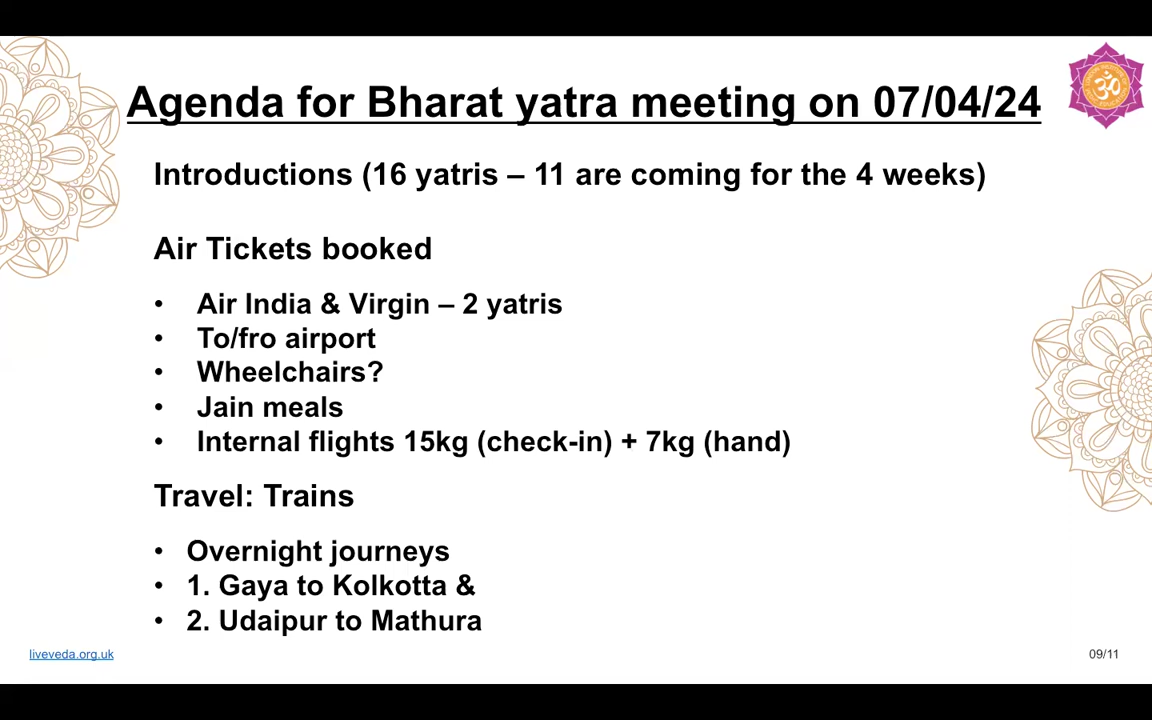 Agenda for Bharat yatra meeting on 07/04/24
Introductions (16 yatris – 11 are coming for the 4 weeks)
Air Tickets booked
• Air India & Virgin – 2 yatris
• To/fro airport
• Wheelchairs?
• Jain meals
• Internal flights 15kg (check-in) + 7kg (hand)
Travel: Trains
• Overnight journeys
• 1. Gaya to Kolkotta &
• 2. Udaipur to Mathura
liveveda.org.uk
09/11
ॐ